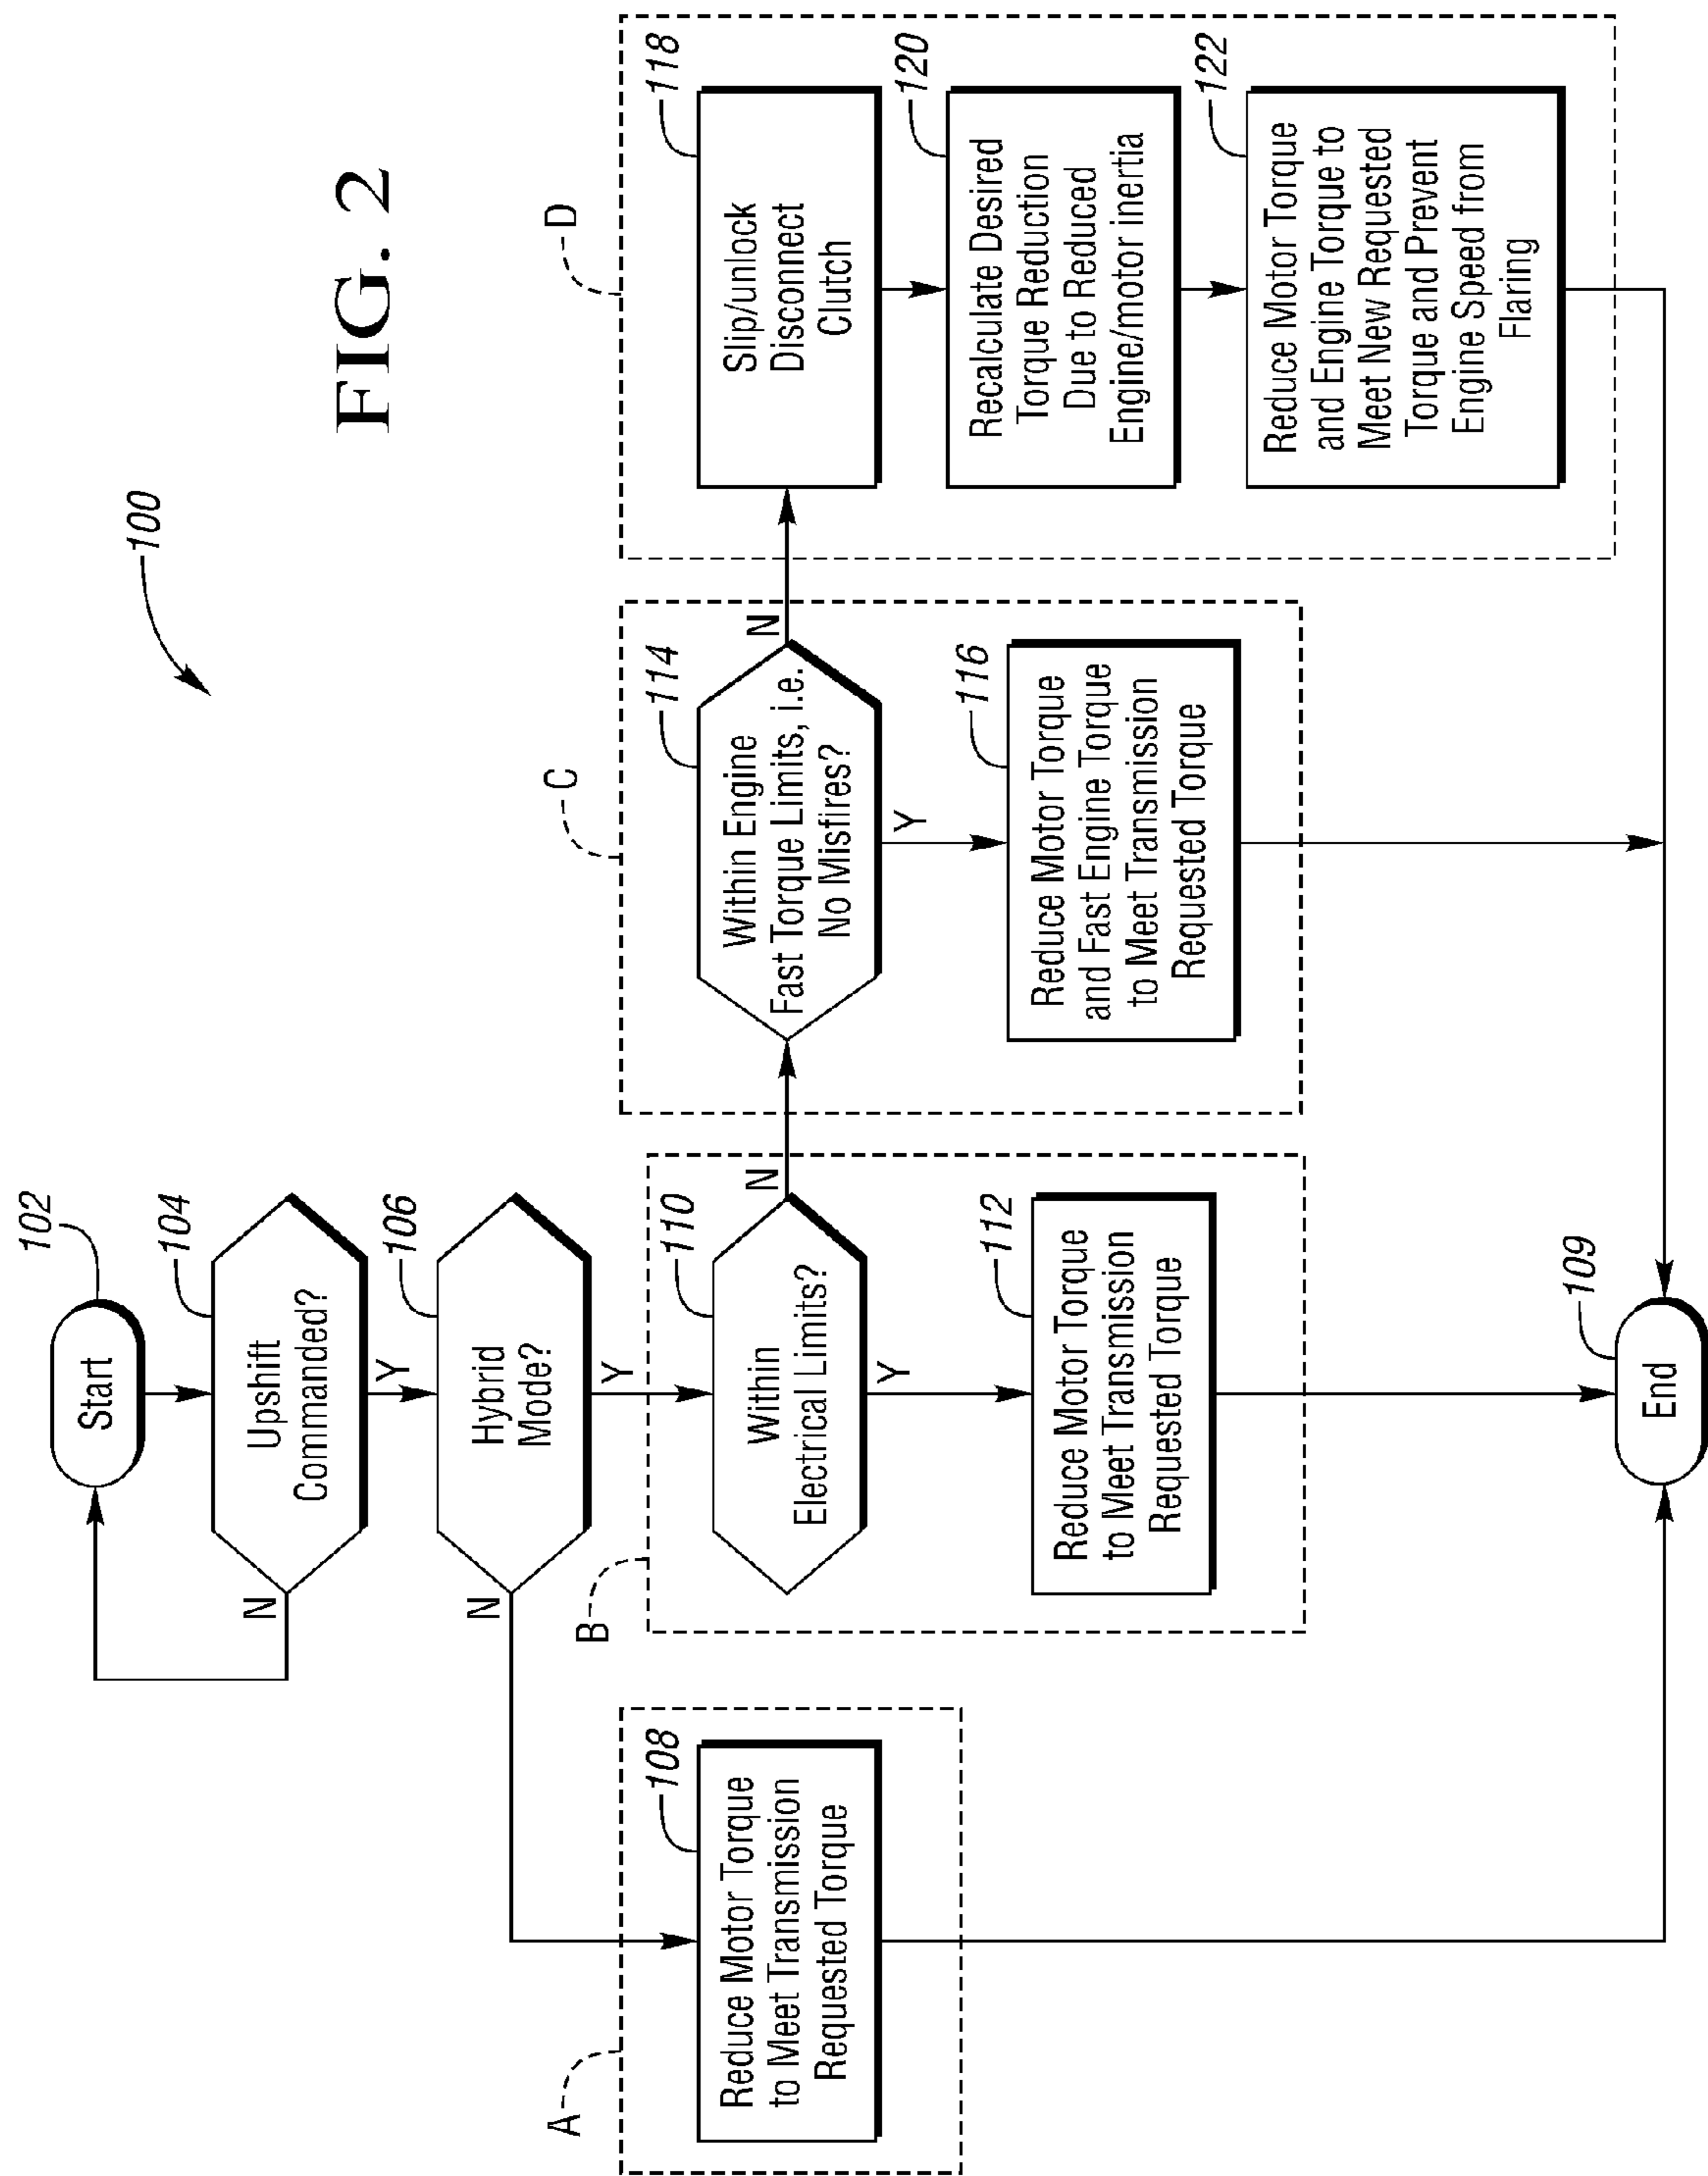 FIG. 2
100
102
Start
104
Upshift
Commanded?
N
Y
106
Hybrid
Mode?
N
Y
A
108
Reduce Motor Torque
to Meet Transmission
Requested Torque
B
110
Within
Electrical Limits?
N
Y
112
Reduce Motor Torque
to Meet Transmission
Requested Torque
C
114
Within Engine
Fast Torque Limits, i.e.
No Misfires?
N
Y
116
Reduce Motor Torque
and Fast Engine Torque
to Meet Transmission
Requested Torque
D
118
Slip/unlock
Disconnect
Clutch
120
Recalculate Desired
Torque Reduction
Due to Reduced
Engine/motor inertia
122
Reduce Motor Torque
and Engine Torque to
Meet New Requested
Torque and Prevent
Engine Speed from
Flaring
109
End